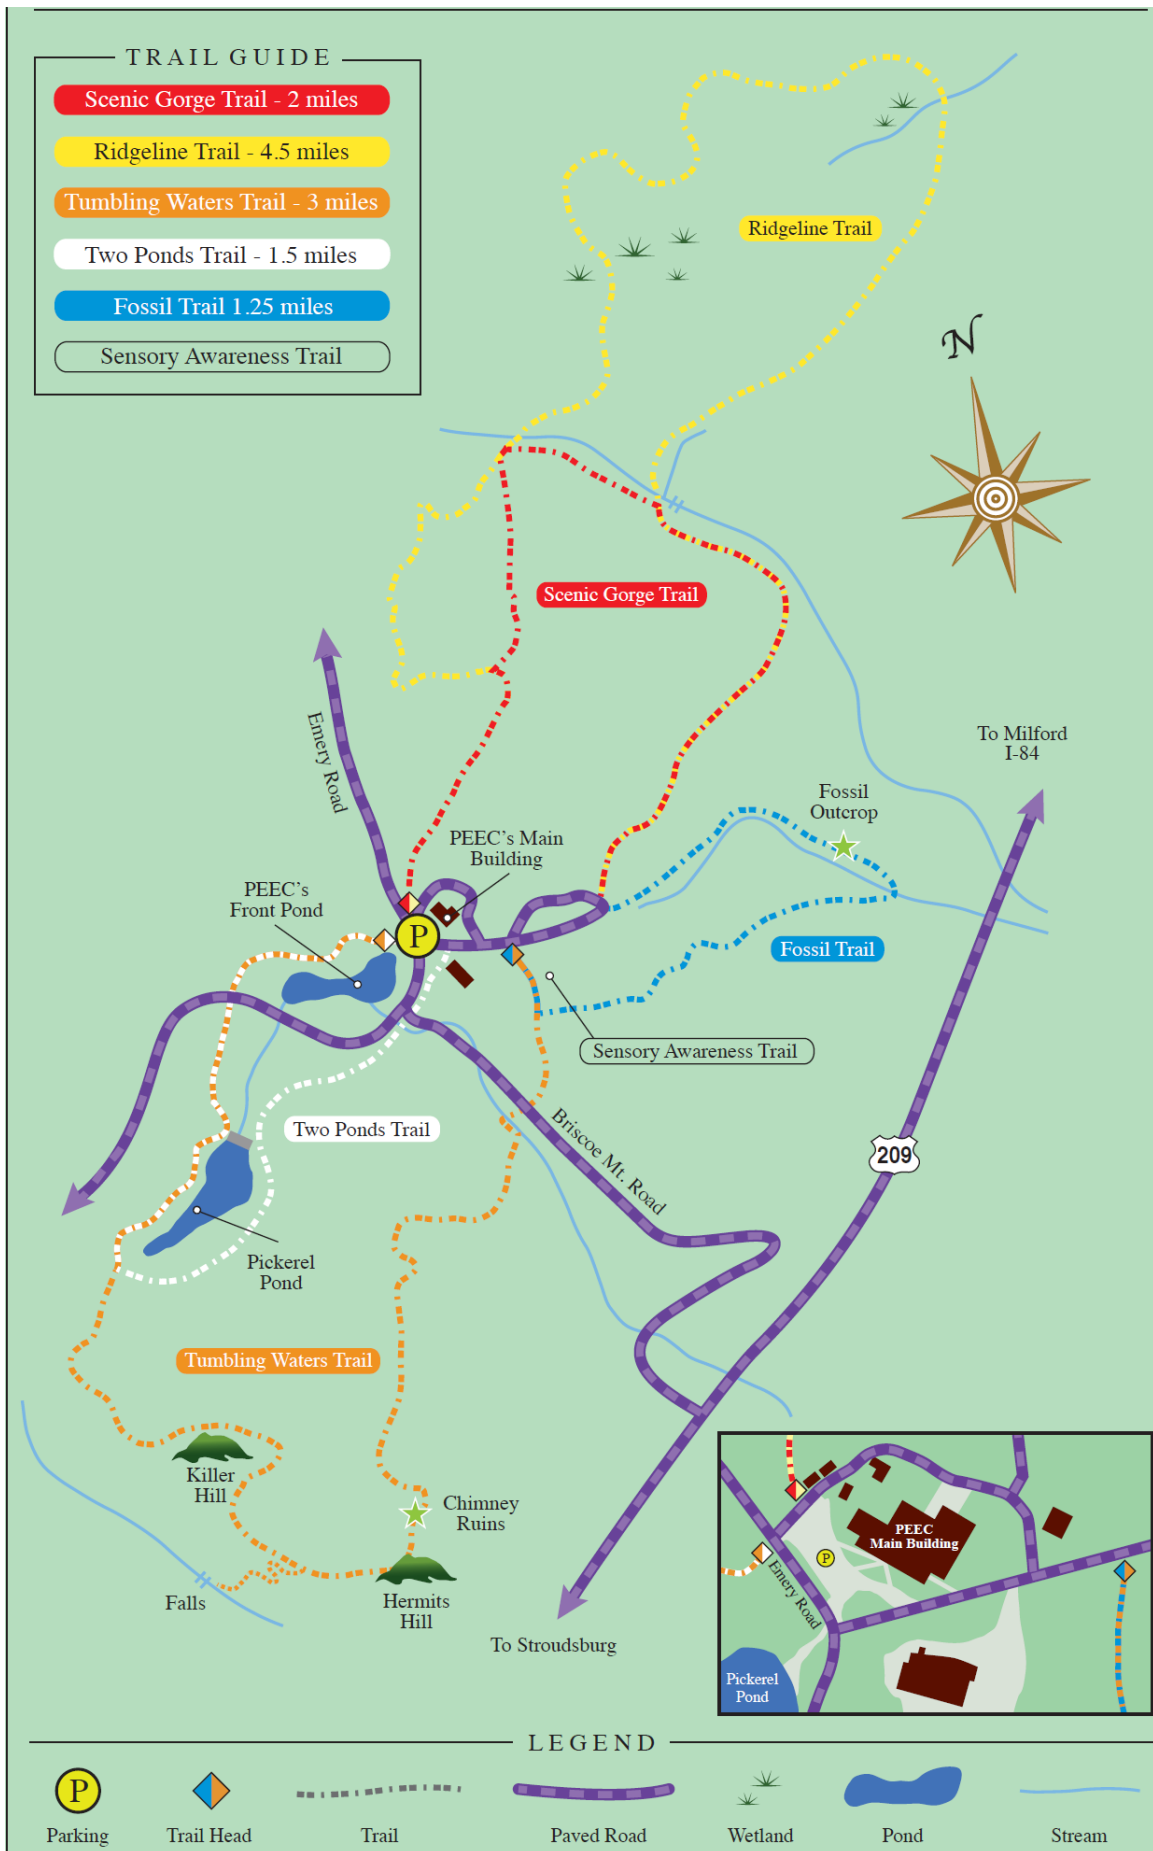 TRAIL GUIDE
Scenic Gorge Trail - 2 miles
Ridgeline Trail - 4.5 miles
Tumbling Waters Trail - 3 miles
Two Ponds Trail - 1.5 miles
Fossil Trail 1.25 miles
Sensory Awareness Trail
Ridgeline Trail
N
Scenic Gorge Trail
Emery Road
To Milford
I-84
Fossil
Outcrop
PEEC's Main
Building
PEEC's
Front Pond
P
Fossil Trail
Sensory Awareness Trail
Two Ponds Trail
Briscoe Mt. Road
209
Pickerel
Pond
Tumbling Waters Trail
Killer
Hill
Chimney
Ruins
Falls
Hermits
Hill
To Stroudsburg
PEEC
Main Building
P
Emery Road
Pickerel
Pond
LEGEND
P
Parking
Trail Head
Trail
Paved Road
Wetland
Pond
Stream